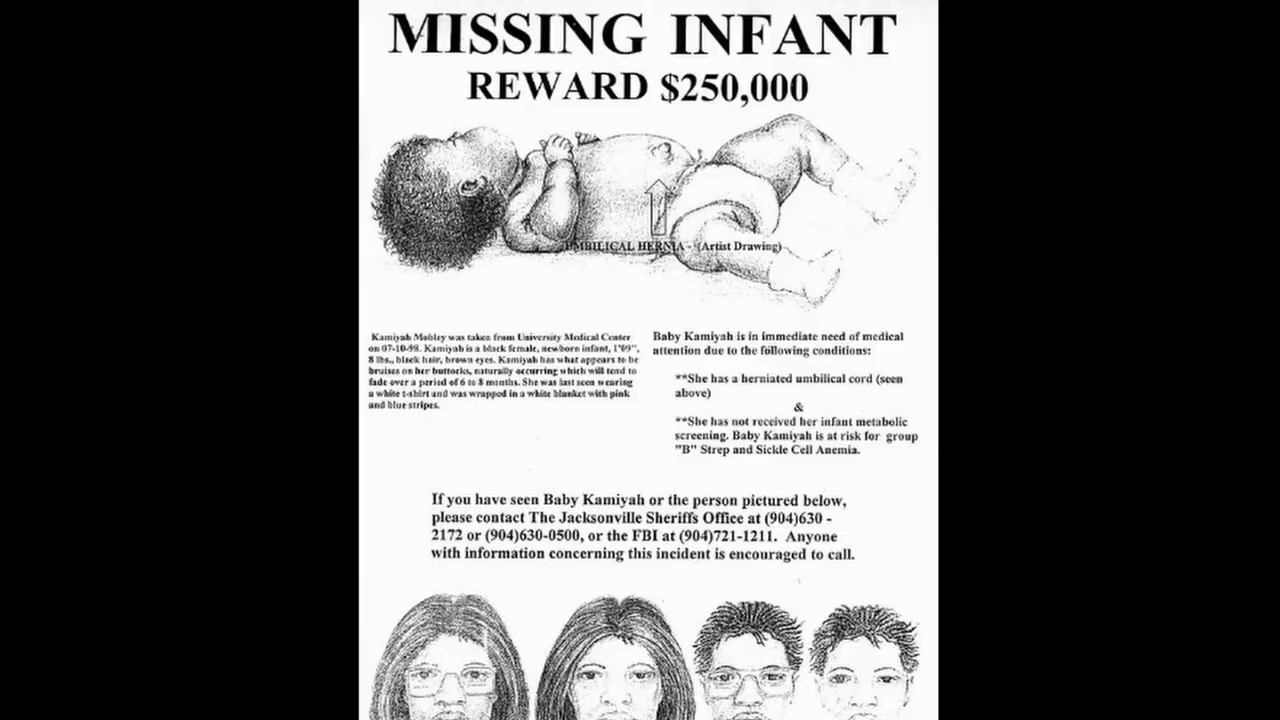 MISSING INFANT
REWARD $250,000
UMBILICAL HERNIA - (Artist Drawing)
Kamiyah Mobley was taken from University Medical Center
on 07-10-98. Kamiyah is a black female, newborn infant, 1'09",
8 lbs., black hair, brown eyes. Kamiyah has what appears to be
bruises on her buttocks, naturally occurring which will tend to
fade over a period of 6 to 8 months. She was last seen wearing
a white t-shirt and was wrapped in a white blanket with pink
and blue stripes.
Baby Kamiyah is in immediate need of medical
attention due to the following conditions:
**She has a herniated umbilical cord (seen
above)
&
**She has not received her infant metabolic
screening. Baby Kamiyah is at risk for group
"B" Strep and Sickle Cell Anemia.
If you have seen Baby Kamiyah or the person pictured below,
please contact The Jacksonville Sheriffs Office at (904)630 -
2172 or (904)630-0500, or the FBI at (904)721-1211. Anyone
with information concerning this incident is encouraged to call.